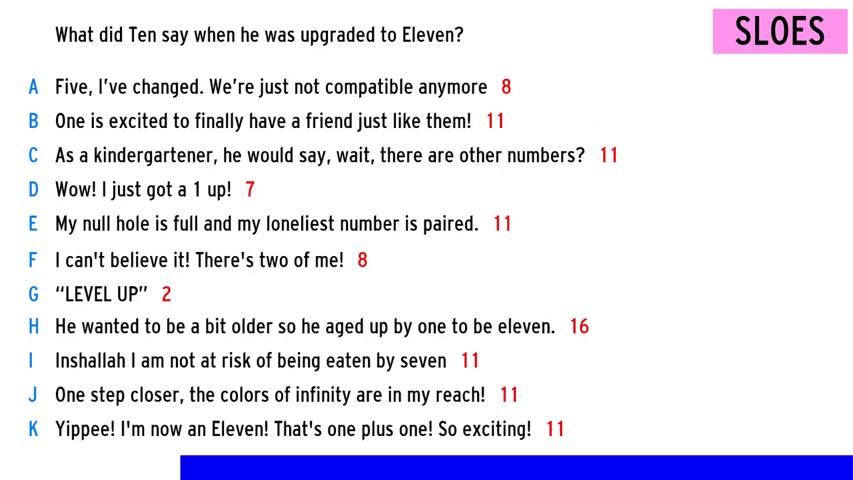 What did Ten say when he was upgraded to Eleven?
SLOES
A Five, I've changed. We're just not compatible anymore 8
B One is excited to finally have a friend just like them! 11
C As a kindergartener, he would say, wait, there are other numbers? 11
D Wow! I just got a 1 up! 7
E My null hole is full and my loneliest number is paired. 11
F I can't believe it! There's two of me! 8
G “LEVEL UP” 2
H He wanted to be a bit older so he aged up by one to be eleven. 16
I Inshallah I am not at risk of being eaten by seven 11
J One step closer, the colors of infinity are in my reach! 11
K Yippee! I'm now an Eleven! That's one plus one! So exciting! 11